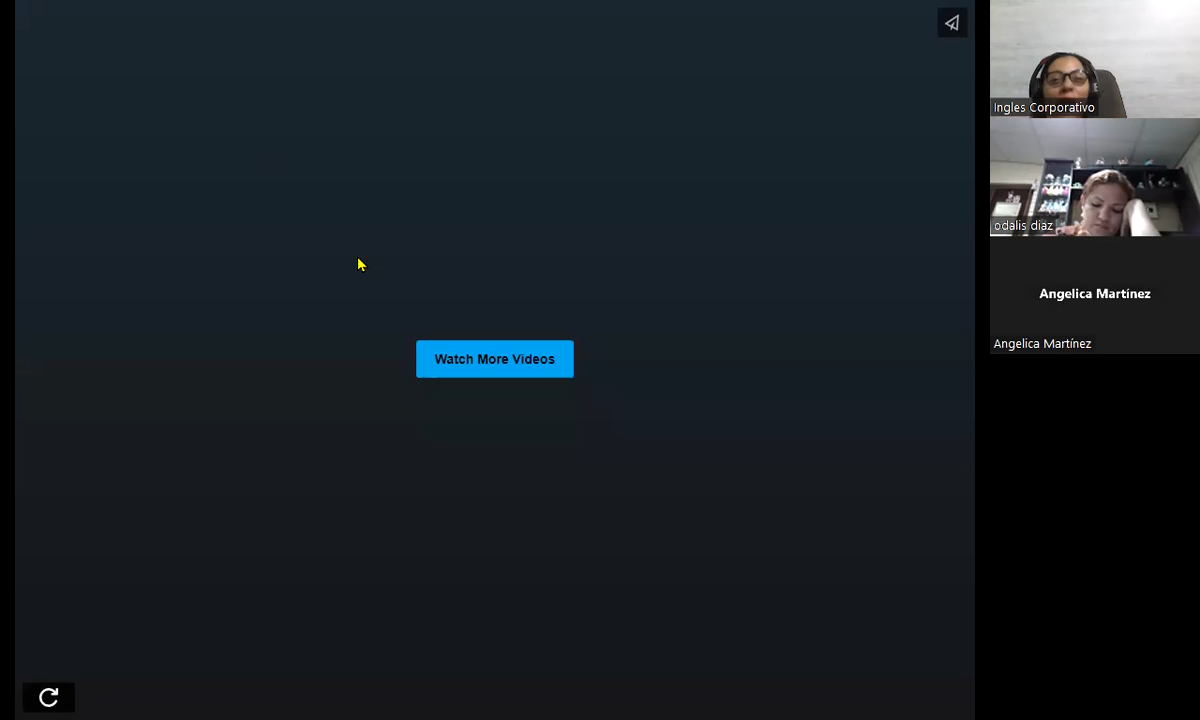 Ingles Corporativo
odalis diaz
Angelica Martínez
Angelica Martínez
Watch More Videos